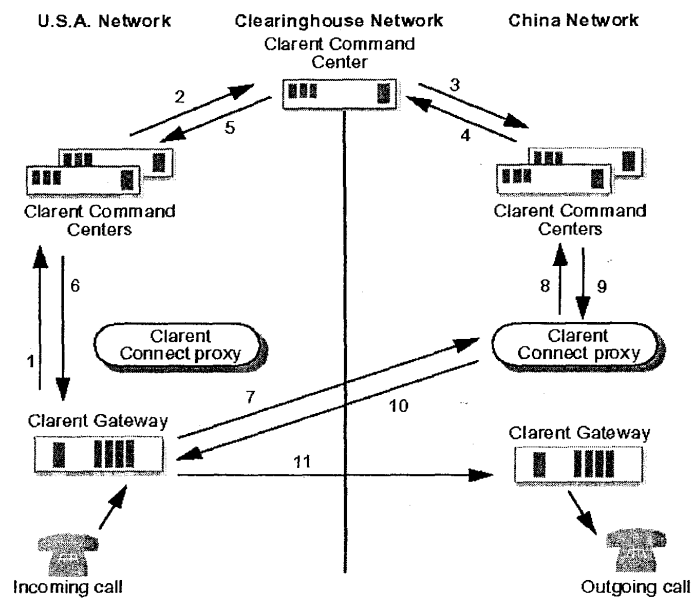 U.S.A. Network
Clearinghouse Network
China Network
Clarent Command
Center
2
5
3
4
Clarent Command
Centers
Clarent Command
Centers
1
6
8
9
Clarent
Connect proxy
Clarent
Connect proxy
7
10
Clarent Gateway
Clarent Gateway
11
Incoming call
Outgoing call